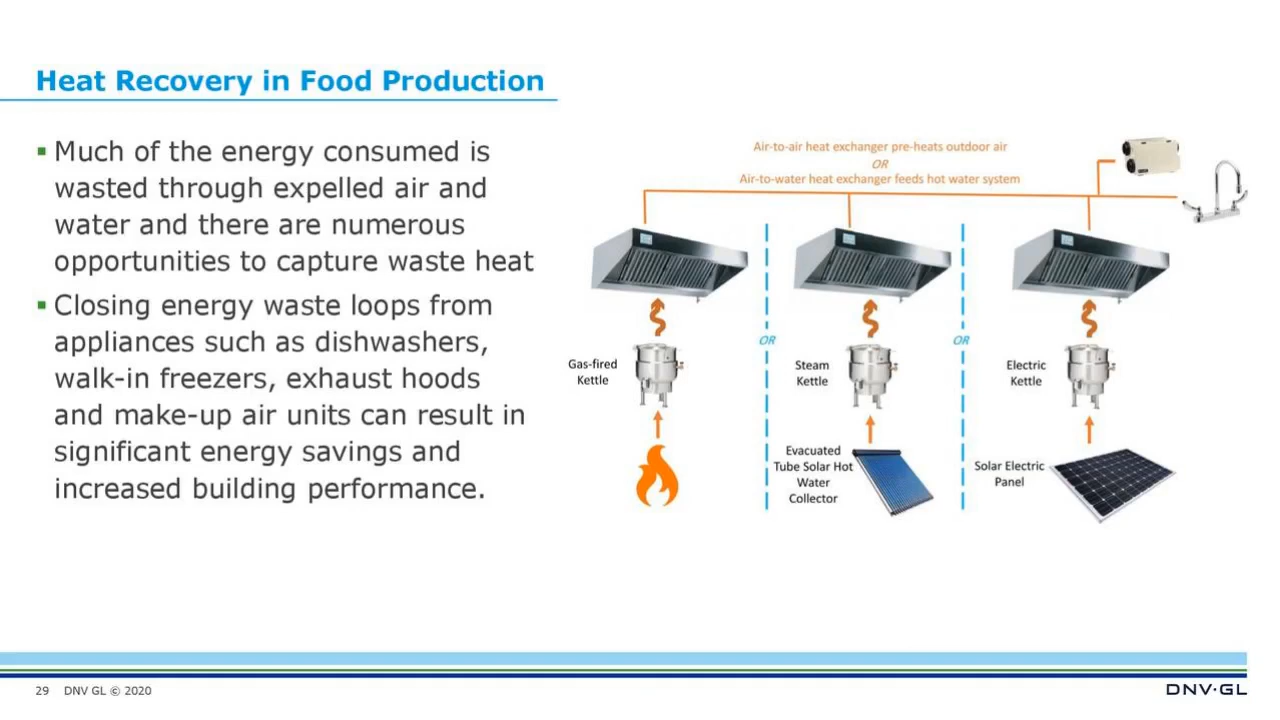 Heat Recovery in Food Production
Much of the energy consumed is
wasted through expelled air and
water and there are numerous
opportunities to capture waste heat
Closing energy waste loops from
appliances such as dishwashers,
walk-in freezers, exhaust hoods
and make-up air units can result in
significant energy savings and
increased building performance.
Air-to-air heat exchanger pre-heats outdoor air
OR
Air-to-water heat exchanger feeds hot water system
OR
OR
Gas-fired
Kettle
Steam
Kettle
Electric
Kettle
Evacuated
Tube Solar Hot
Water
Collector
Solar Electric
Panel
29 DNV GL © 2020
DNV·GL